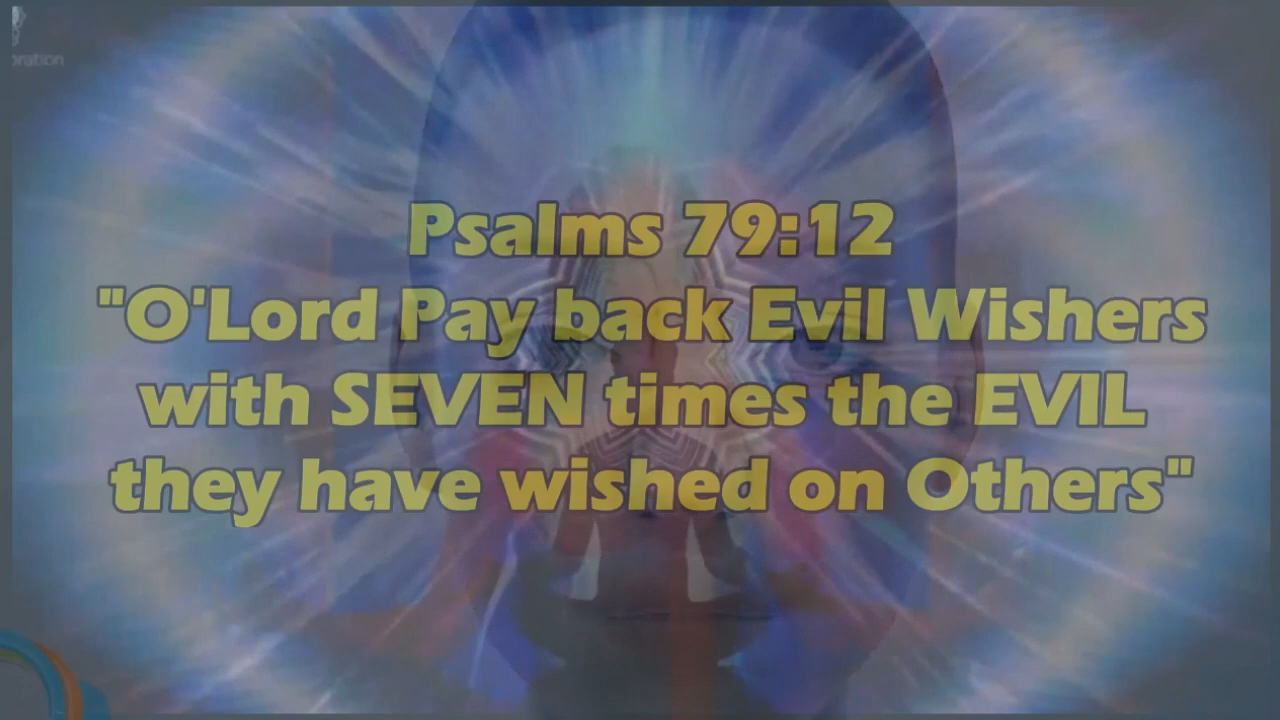 Psalms 79:12
"O'Lord Pay back Evil Wishers
with SEVEN times the EVIL
they have wished on Others"